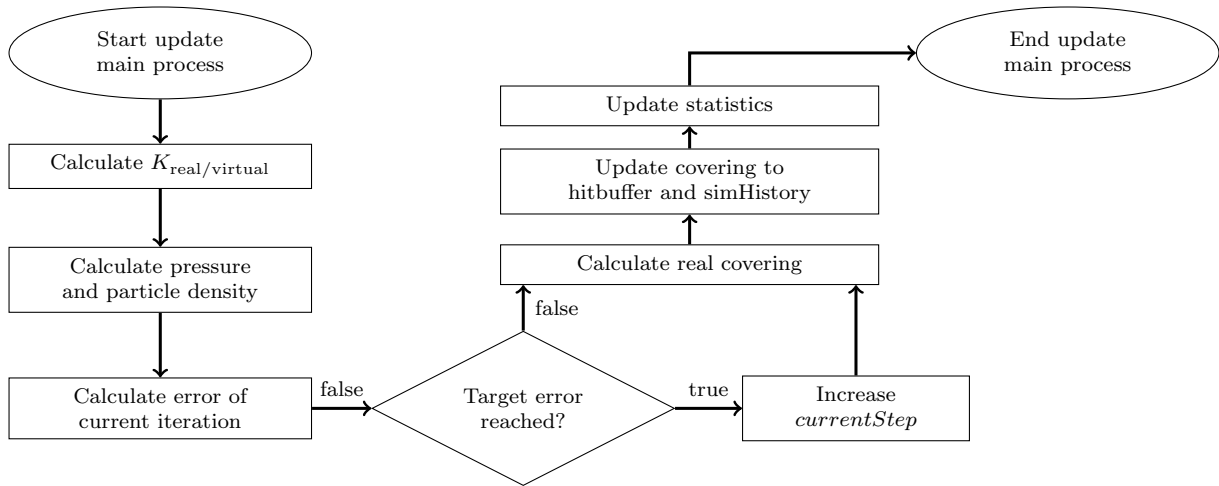 Start update
main process
Calculate K_real/virtual
Calculate pressure
and particle density
Calculate error of
current iteration
false
Target error
reached?
false
true
Increase
currentStep
Calculate real covering
Update covering to
hitbuffer and simHistory
Update statistics
End update
main process